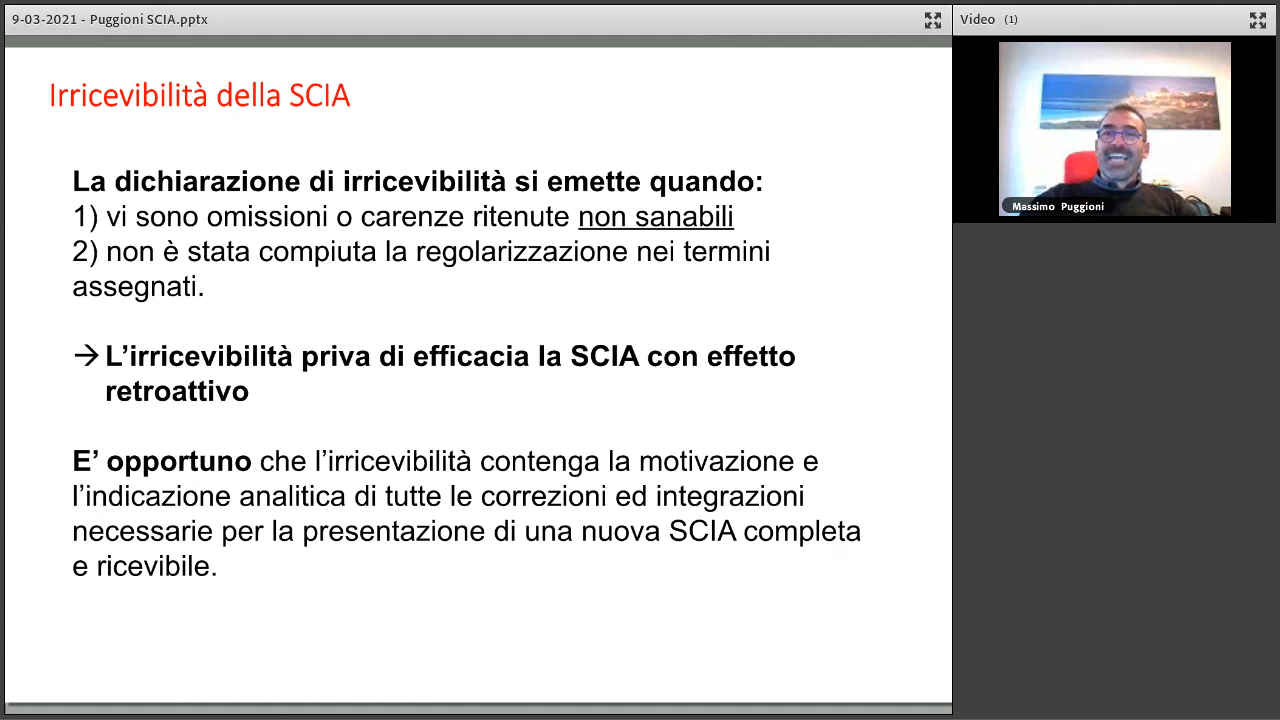 9-03-2021 - Puggioni SCIA.pptx
Video (1)
Irricevibilità della SCIA
La dichiarazione di irricevibilità si emette quando:
1) vi sono omissioni o carenze ritenute non sanabili
2) non è stata compiuta la regolarizzazione nei termini
assegnati.
→ L’irricevibilità priva di efficacia la SCIA con effetto
retroattivo
E’ opportuno che l’irricevibilità contenga la motivazione e
l’indicazione analitica di tutte le correzioni ed integrazioni
necessarie per la presentazione di una nuova SCIA completa
e ricevibile.
Massimo Puggioni